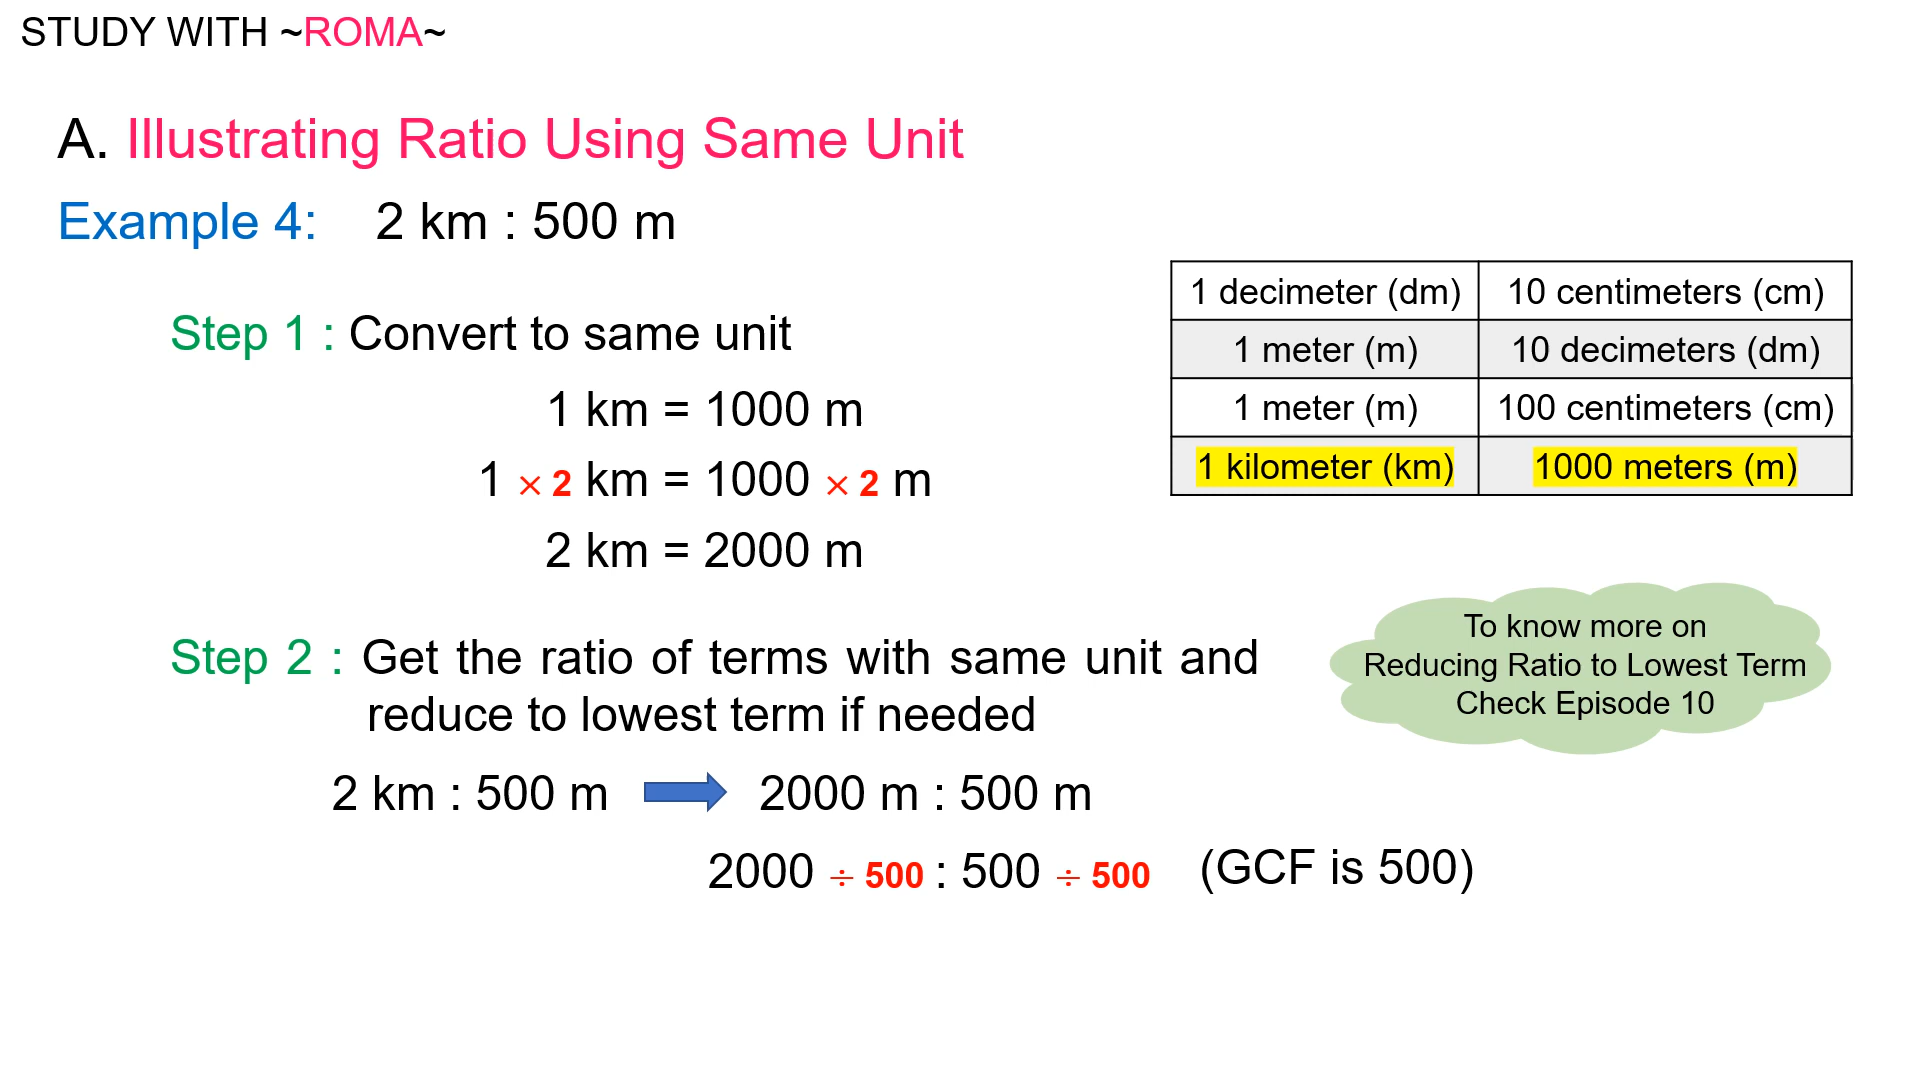 STUDY WITH ~ROMA~
A. Illustrating Ratio Using Same Unit
Example 4: 2 km : 500 m
Step 1 : Convert to same unit
1 km = 1000 m
1 × 2 km = 1000 × 2 m
2 km = 2000 m
1 decimeter (dm) 10 centimeters (cm)
1 meter (m) 10 decimeters (dm)
1 meter (m) 100 centimeters (cm)
1 kilometer (km) 1000 meters (m)
Step 2 : Get the ratio of terms with same unit and
reduce to lowest term if needed
To know more on
Reducing Ratio to Lowest Term
Check Episode 10
2 km : 500 m 2000 m : 500 m
2000 ÷ 500 : 500 ÷ 500 (GCF is 500)